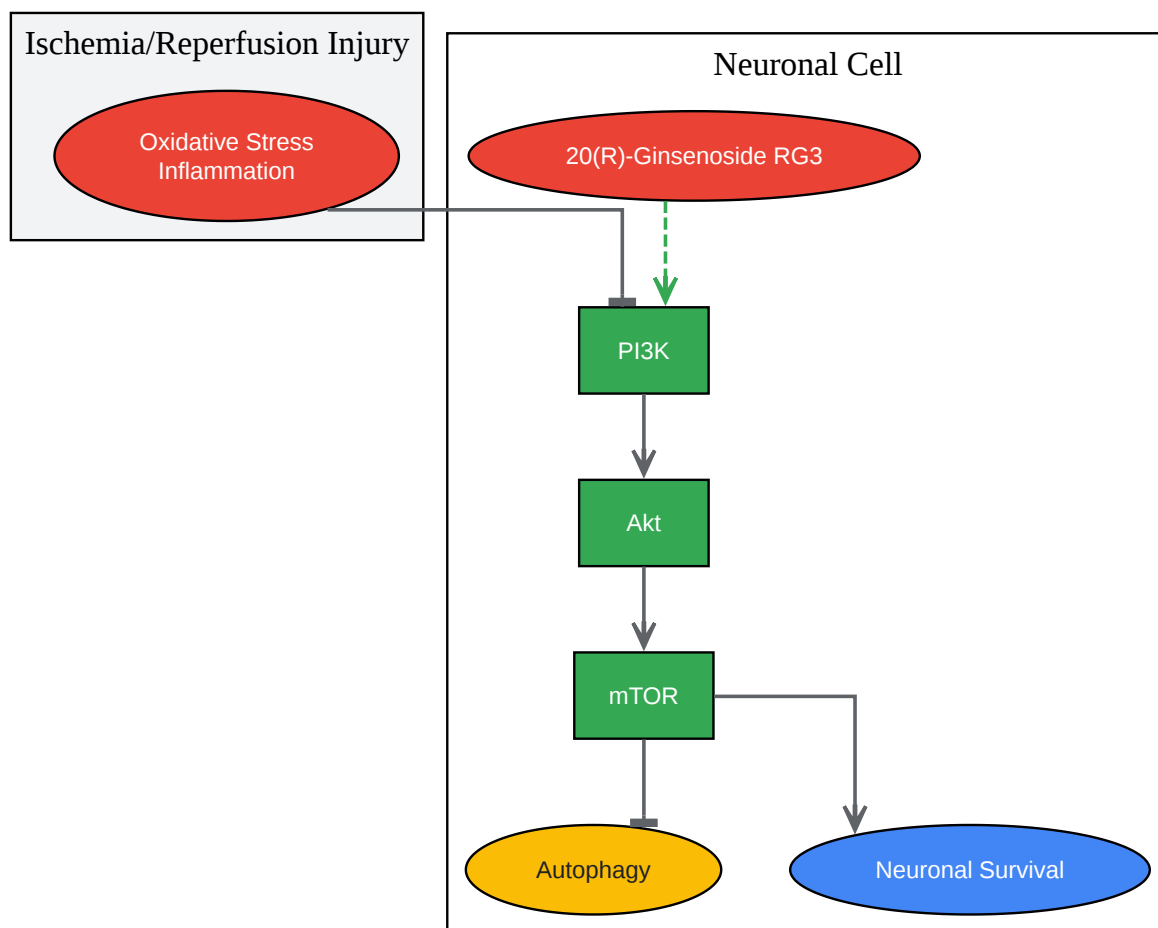 Ischemia/Reperfusion Injury
Neuronal Cell
Oxidative Stress
Inflammation
20(R)-Ginsenoside RG3
PI3K
Akt
mTOR
Autophagy
Neuronal Survival